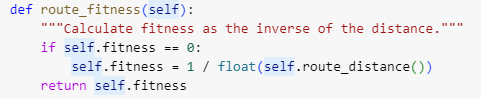 def route_fitness(self):
    """Calculate fitness as the inverse of the distance."""
    if self.fitness == 0:
        self.fitness = 1 / float(self.route_distance())
    return self.fitness